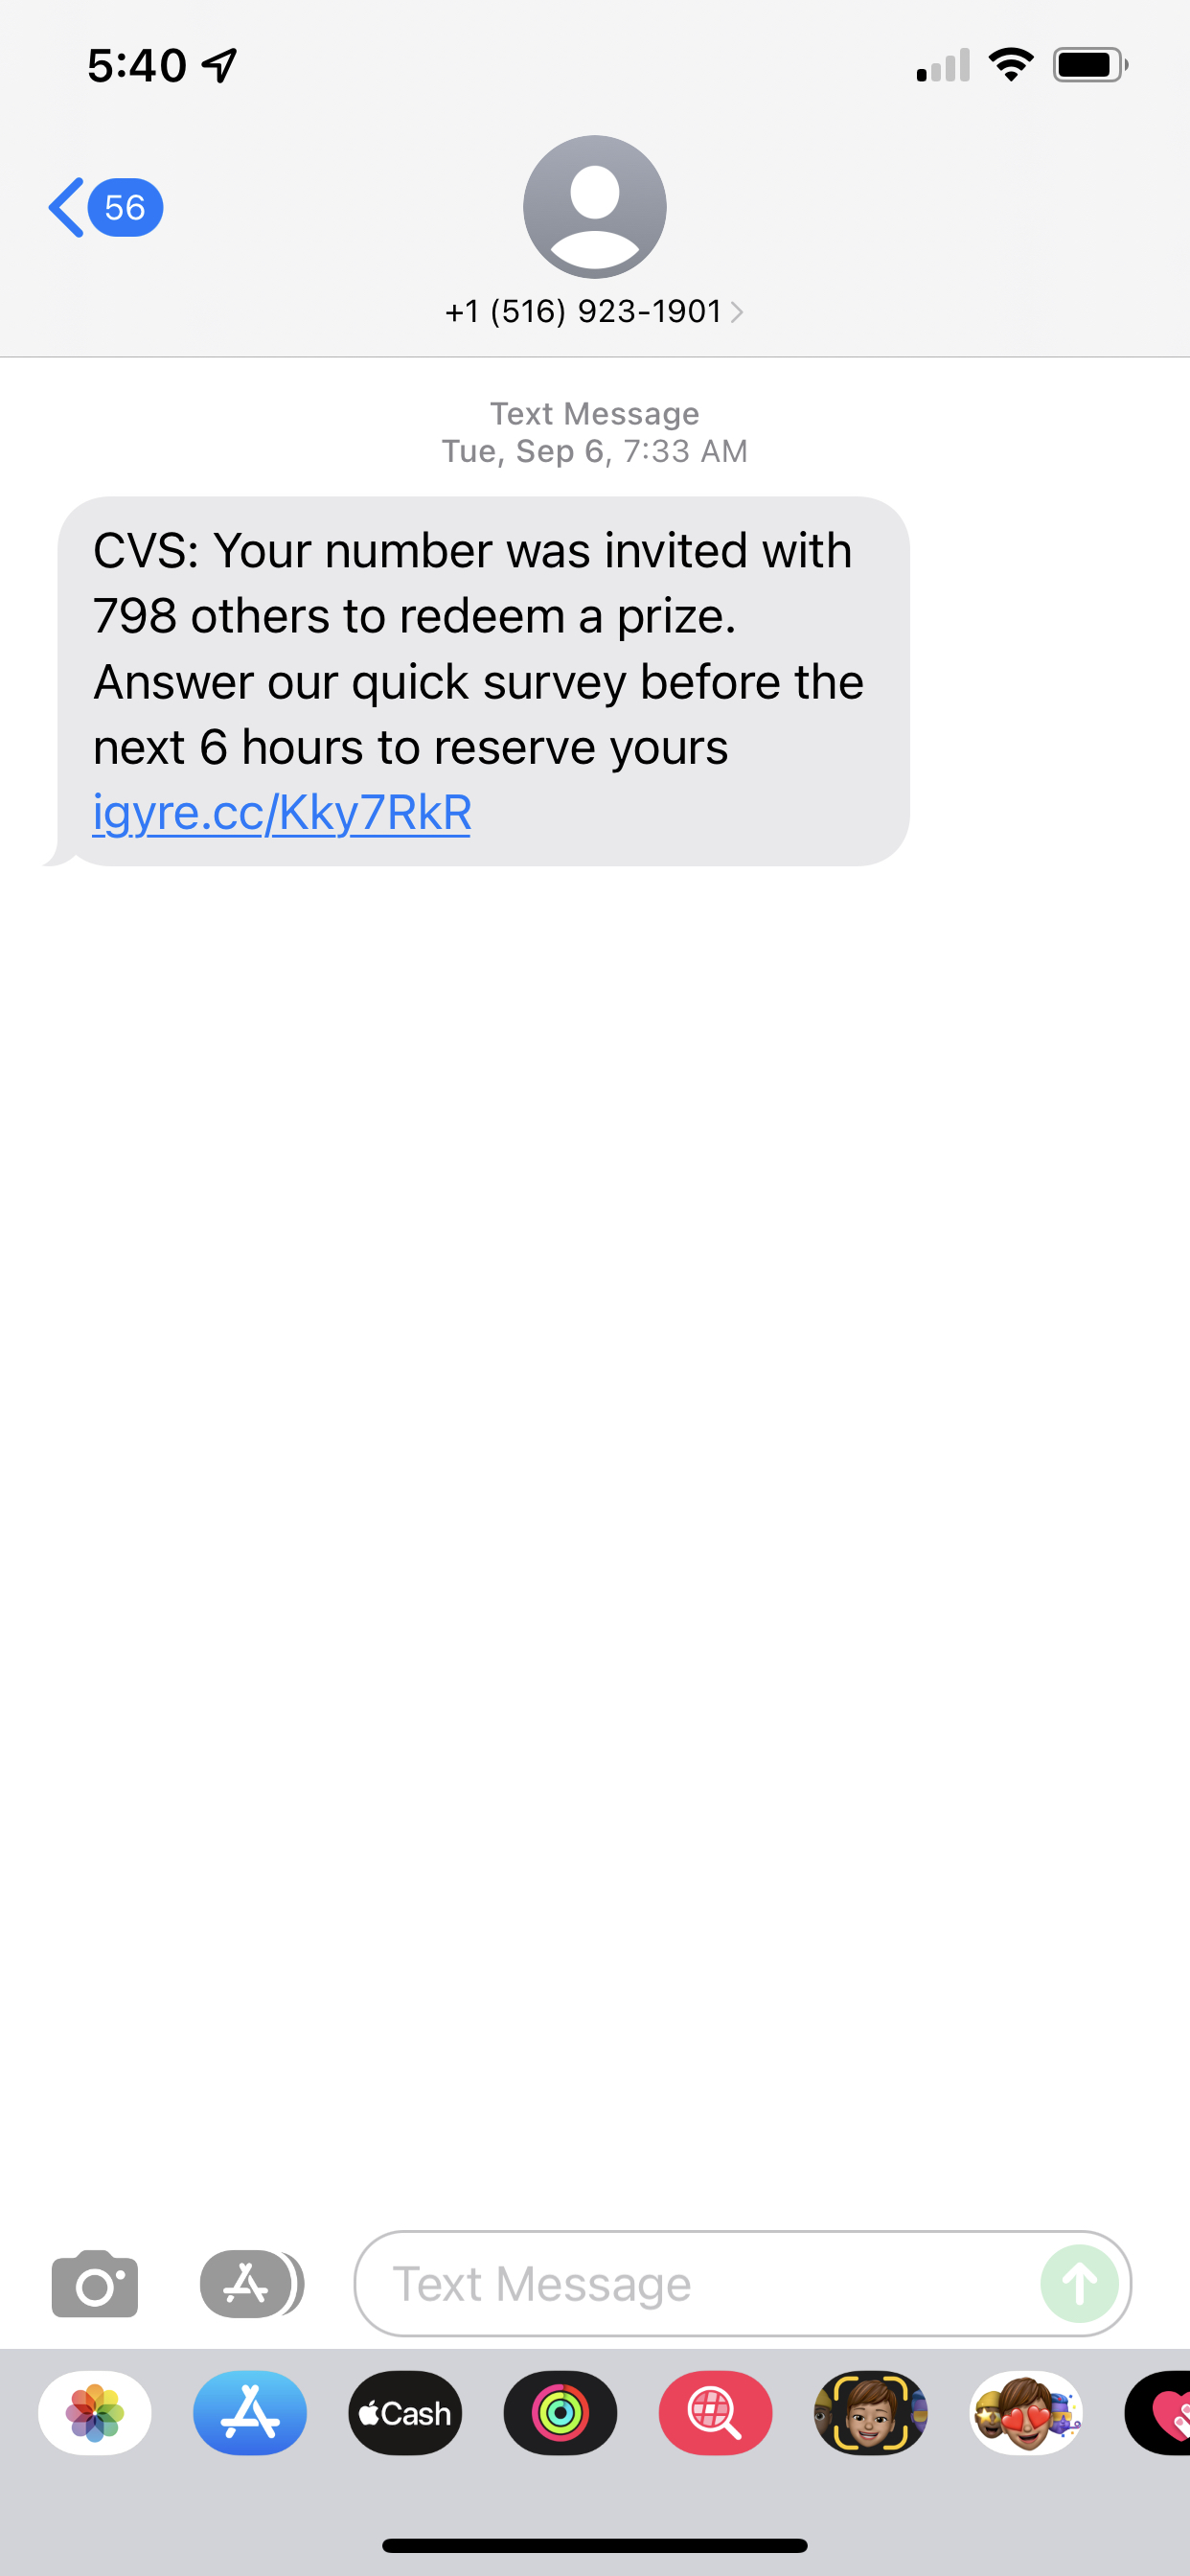 5:40
56
+1 (516) 923-1901
Text Message
Tue, Sep 6, 7:33 AM
CVS: Your number was invited with
798 others to redeem a prize.
Answer our quick survey before the
next 6 hours to reserve yours
igyre.cc/Kky7RkR
Text Message
Cash